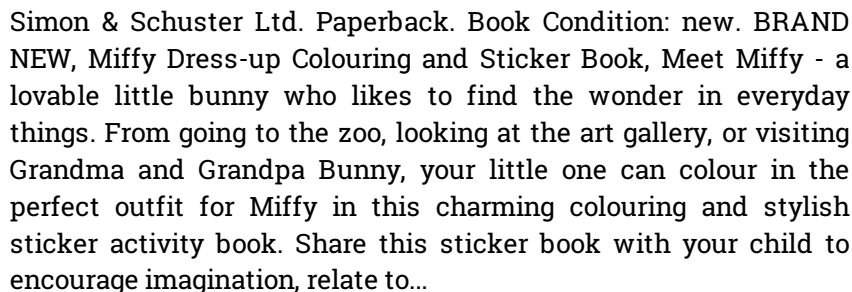 Simon & Schuster Ltd. Paperback. Book Condition: new. BRAND
NEW, Miffy Dress-up Colouring and Sticker Book, Meet Miffy - a
lovable little bunny who likes to find the wonder in everyday
things. From going to the zoo, looking at the art gallery, or visiting
Grandma and Grandpa Bunny, your little one can colour in the
perfect outfit for Miffy in this charming colouring and stylish
sticker activity book. Share this sticker book with your child to
encourage imagination, relate to...